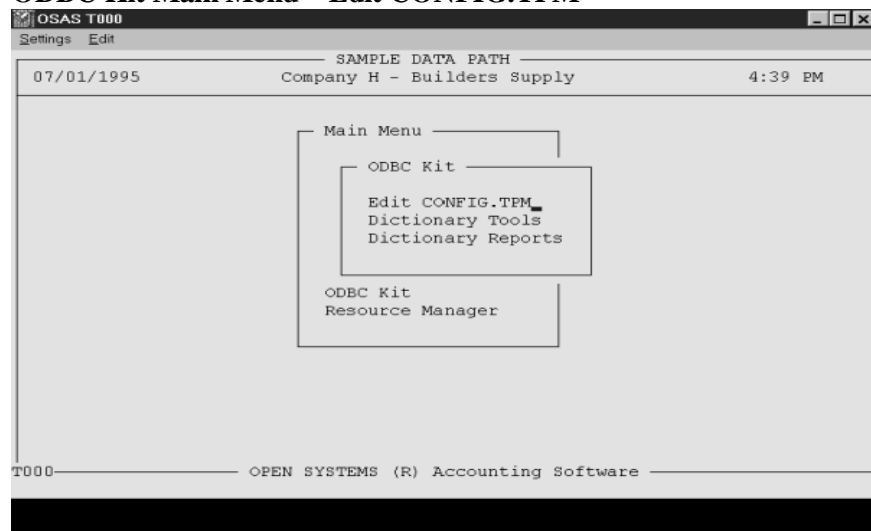 ODBC Kit Main Menu – Edit CONFIG.TPM
OSAS T000
Settings Edit
SAMPLE DATA PATH
07/01/1995 Company H - Builders Supply 4:39 PM
Main Menu
ODBC Kit
Edit CONFIG.TPM
Dictionary Tools
Dictionary Reports
ODBC Kit
Resource Manager
T000 OPEN SYSTEMS (R) Accounting Software